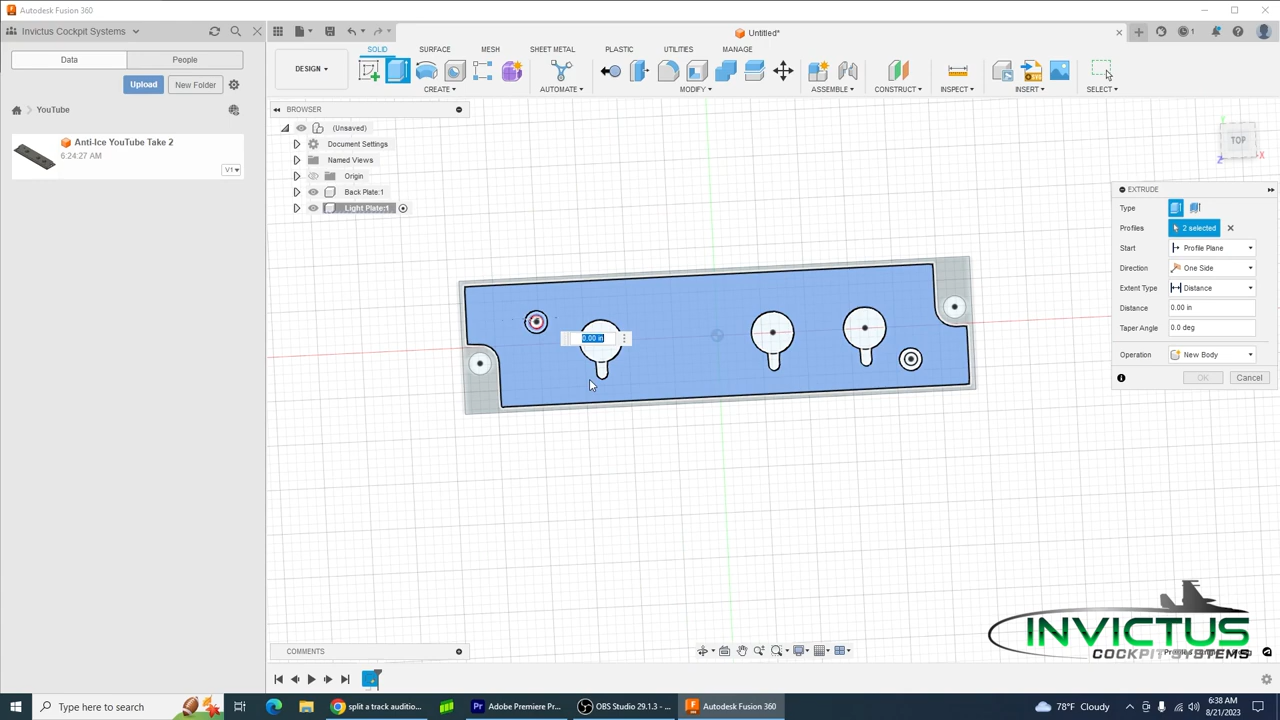 Autodesk Fusion 360
Invictus Cockpit Systems
Untitled*
1
Data
People
SOLID
SURFACE
MESH
SHEET METAL
PLASTIC
UTILITIES
MANAGE
DESIGN
Upload
New Folder
CREATE
AUTOMATE
MODIFY
ASSEMBLE
CONSTRUCT
INSPECT
INSERT
SELECT
YouTube
BROWSER
(Unsaved)
Anti-Ice YouTube Take 2
6:24:27 AM
V1
Document Settings
Named Views
Origin
Back Plate:1
Light Plate:1
TOP
Y
X
Z
EXTRUDE
Type
Profiles
2 selected
Start
Profile Plane
Direction
One Side
Extent Type
Distance
Distance
0.00 in
Taper Angle
0.0 deg
Operation
New Body
OK
Cancel
0.00 in
INVICTUS
COCKPIT SYSTEMS
COMMENTS
Type here to search
split a track auditio...
Adobe Premiere Pr...
OBS Studio 29.1.3 - ...
Autodesk Fusion 360
78°F Cloudy
6:38 AM
8/21/2023